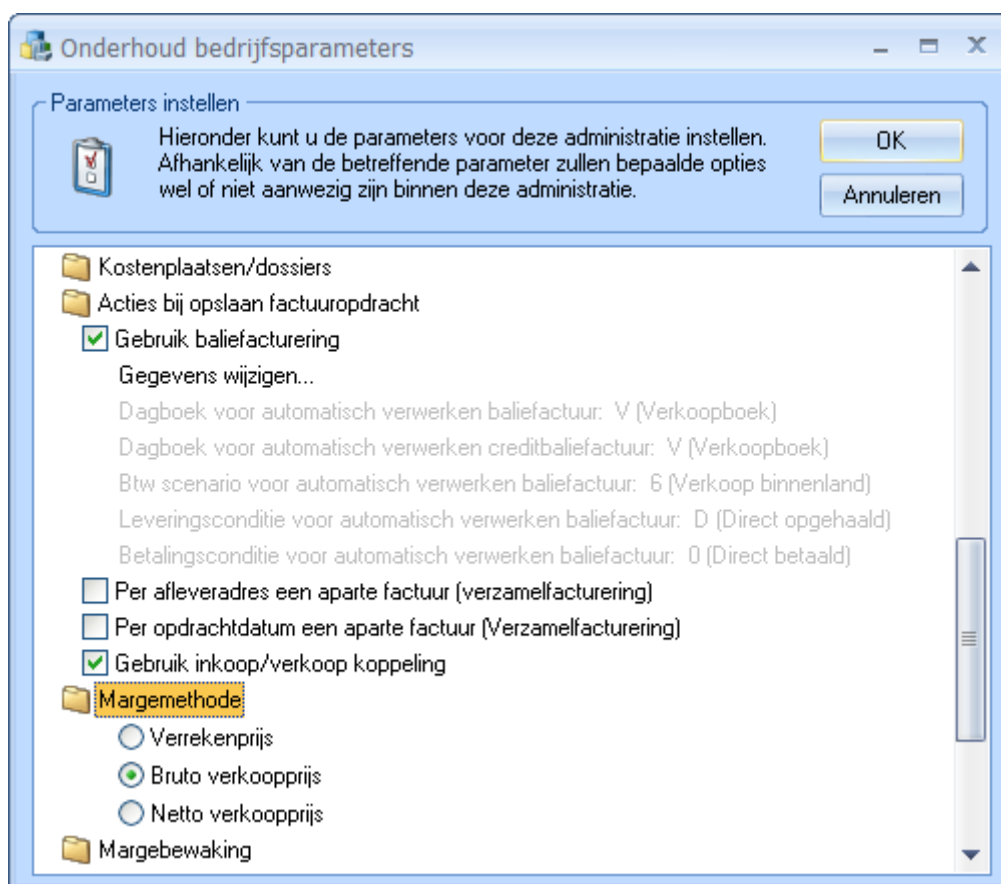 Onderhoud bedrijfsparameters
Parameters instellen
Hieronder kunt u de parameters voor deze administratie instellen.
Afhankelijk van de betreffende parameter zullen bepaalde opties
wel of niet aanwezig zijn binnen deze administratie.
OK
Annuleren
Kostenplaatsen/dossiers
Acties bij opslaan factuuropdracht
Gebruik baliefacturering
Gegevens wijzigen...
Dagboek voor automatisch verwerken baliefactuur: V (Verkoopboek)
Dagboek voor automatisch verwerken creditbaliefactuur: V (Verkoopboek)
Btw scenario voor automatisch verwerken baliefactuur: 6 (Verkoop binnenland)
Leveringsconditie voor automatisch verwerken baliefactuur: D (Direct opgehaald)
Betalingsconditie voor automatisch verwerken baliefactuur: 0 (Direct betaald)
Per afleveradres een aparte factuur (verzamelfacturering)
Per opdrachtdatum een aparte factuur (Verzamelfacturering)
Gebruik inkoop/verkoop koppeling
Margemethode
Verrekenprijs
Bruto verkoopprijs
Netto verkoopprijs
Margebewaking